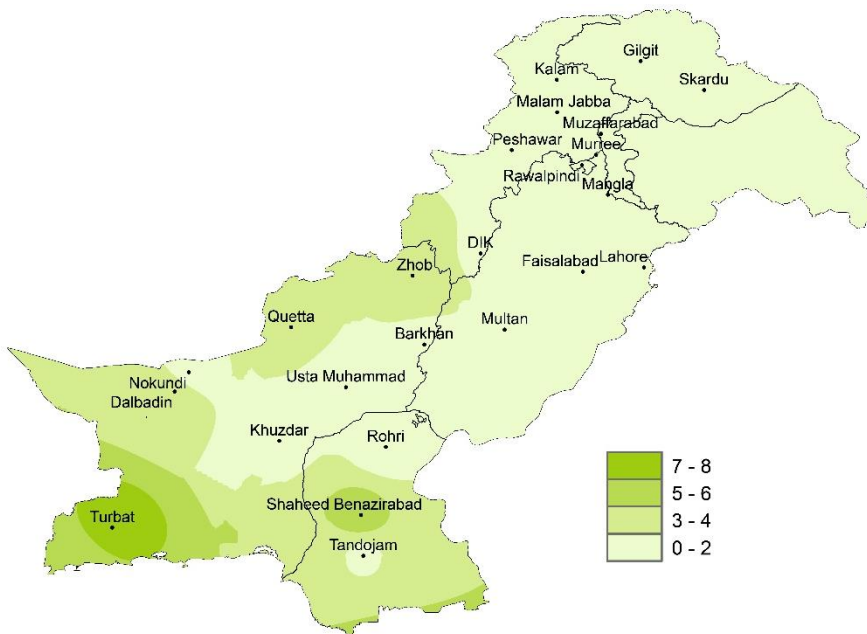 Gilgit
Kalam
Skardu
Malam Jabba
Muzaffarabad
Peshawar
Murree
Rawalpindi
Mangla
DIK
Zhob
Faisalabad
Lahore
Quetta
Multan
Barkhan
Nokundi
Usta Muhammad
Dalbadin
Khuzdar
Rohri
7 - 8
5 - 6
3 - 4
0 - 2
Shaheed Benazirabad
Turbat
Tandojam